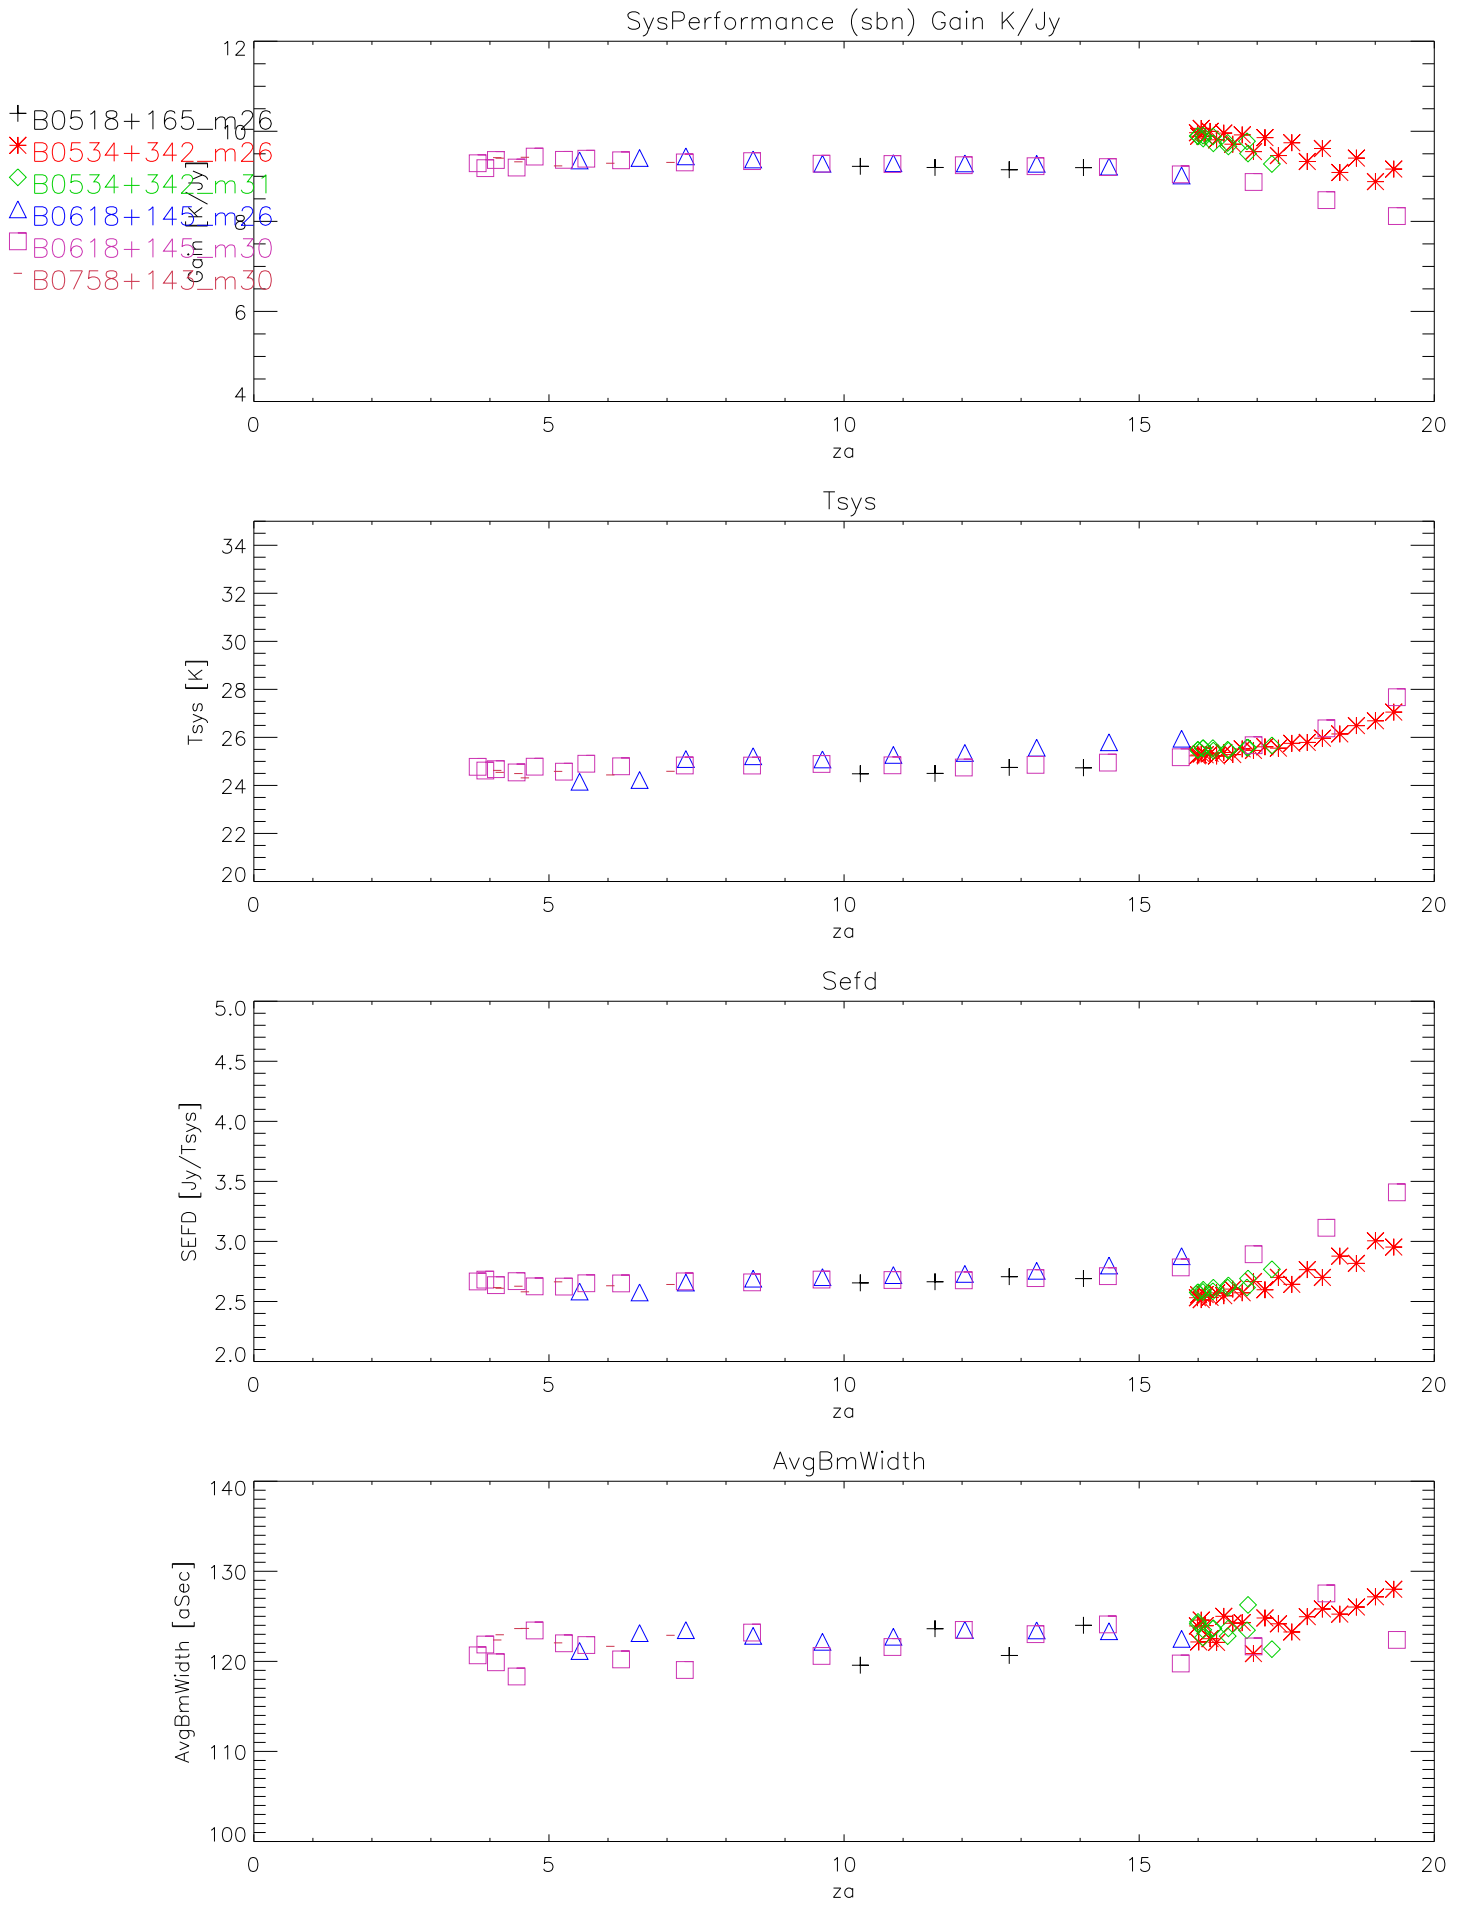 SysPerformance (sbn) Gain K/Jy
12
10
8
6
4
Gain [K/Jy]
B0518+165_m26
B0534+342_m26
B0534+342_m31
B0618+145_m26
B0618+145_m30
B0758+143_m30
0 5 10 15 20
za
Tsys
34
32
30
28
26
24
22
20
Tsys [K]
0 5 10 15 20
za
Sefd
5.0
4.5
4.0
3.5
3.0
2.5
2.0
SEFD [Jy/Tsys]
0 5 10 15 20
za
AvgBmWidth
140
130
120
110
100
AvgBmWidth [aSec]
0 5 10 15 20
za